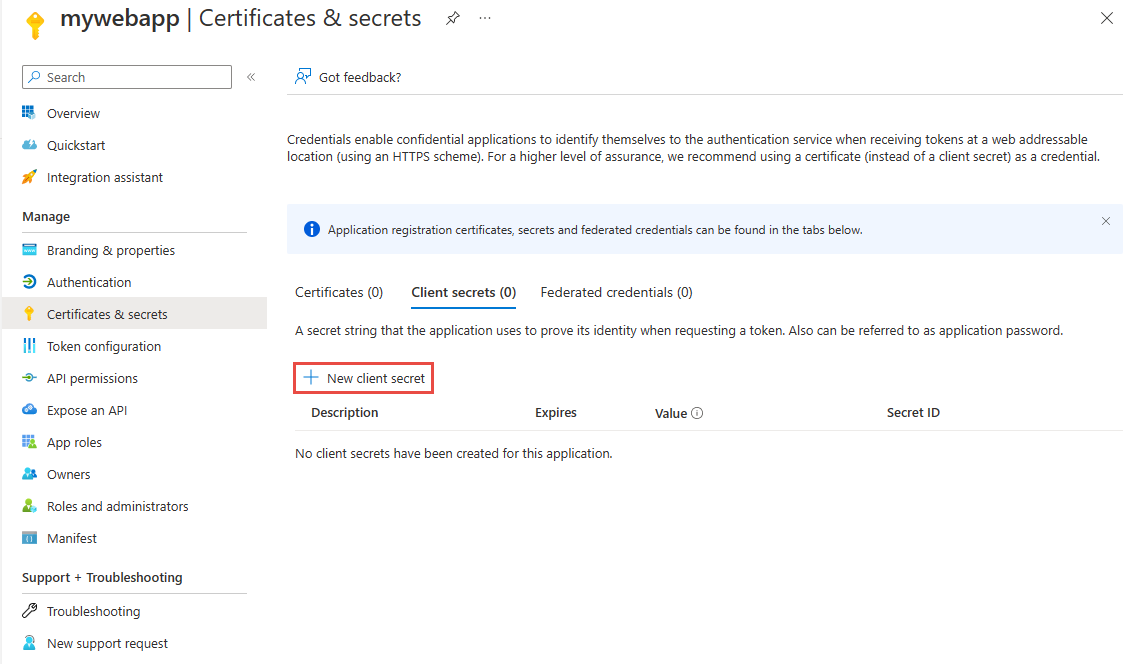 mywebapp | Certificates & secrets
Search
Overview
Quickstart
Integration assistant
Manage
Branding & properties
Authentication
Certificates & secrets
Token configuration
API permissions
Expose an API
App roles
Owners
Roles and administrators
Manifest
Support + Troubleshooting
Troubleshooting
New support request
Got feedback?
Credentials enable confidential applications to identify themselves to the authentication service when receiving tokens at a web addressable
location (using an HTTPS scheme). For a higher level of assurance, we recommend using a certificate (instead of a client secret) as a credential.
Application registration certificates, secrets and federated credentials can be found in the tabs below.
Certificates (0) Client secrets (0) Federated credentials (0)
A secret string that the application uses to prove its identity when requesting a token. Also can be referred to as application password.
New client secret
Description Expires Value Secret ID
No client secrets have been created for this application.